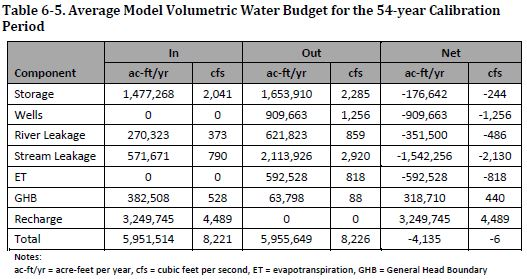 Table 6-5. Average Model Volumetric Water Budget for the 54-year Calibration
Period
In Out Net
Component ac-ft/yr cfs ac-ft/yr cfs ac-ft/yr cfs
Storage 1,477,268 2,041 1,653,910 2,285 -176,642 -244
Wells 0 0 909,663 1,256 -909,663 -1,256
River Leakage 270,323 373 621,823 859 -351,500 -486
Stream Leakage 571,671 790 2,113,926 2,920 -1,542,256 -2,130
ET 0 0 592,528 818 -592,528 -818
GHB 382,508 528 63,798 88 318,710 440
Recharge 3,249,745 4,489 0 0 3,249,745 4,489
Total 5,951,514 8,221 5,955,649 8,226 -4,135 -6
Notes:
ac-ft/yr = acre-feet per year, cfs = cubic feet per second, ET = evapotranspiration, GHB = General Head Boundary